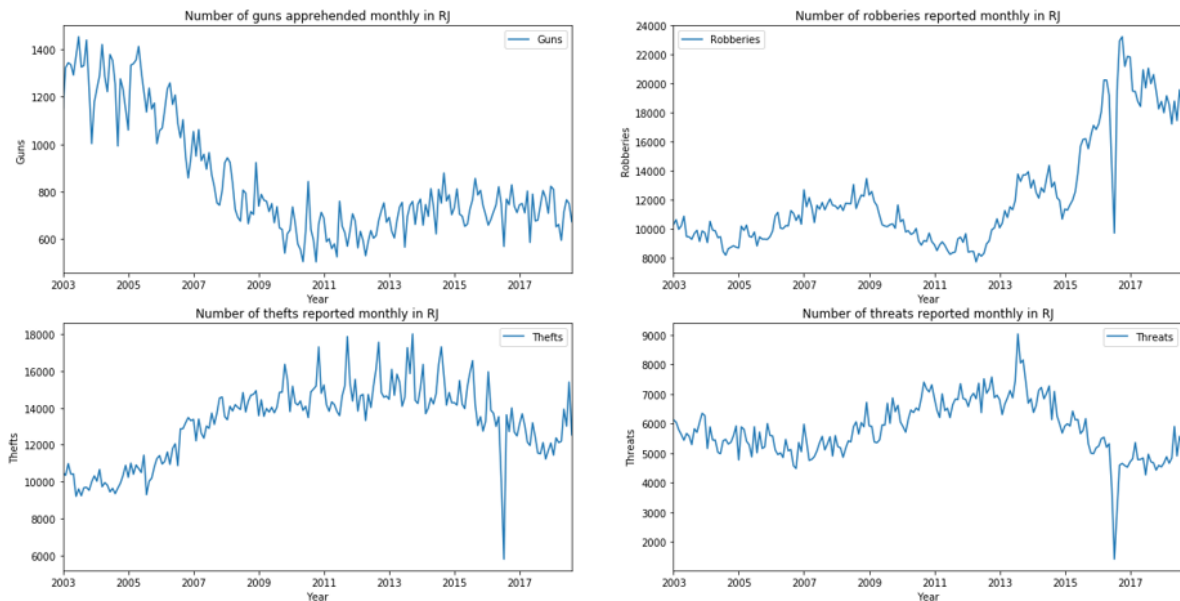 Number of guns apprehended monthly in RJ
Guns
1400
1200
1000
800
600
Guns
2003 2005 2007 2009 2011 2013 2015 2017
Year
Number of robberies reported monthly in RJ
Robberies
24000
22000
20000
18000
16000
14000
12000
10000
8000
Robberies
2003 2005 2007 2009 2011 2013 2015 2017
Year
Number of thefts reported monthly in RJ
Thefts
18000
16000
14000
12000
10000
8000
6000
Thefts
2003 2005 2007 2009 2011 2013 2015 2017
Year
Number of threats reported monthly in RJ
Threats
9000
8000
7000
6000
5000
4000
3000
2000
Threats
2003 2005 2007 2009 2011 2013 2015 2017
Year